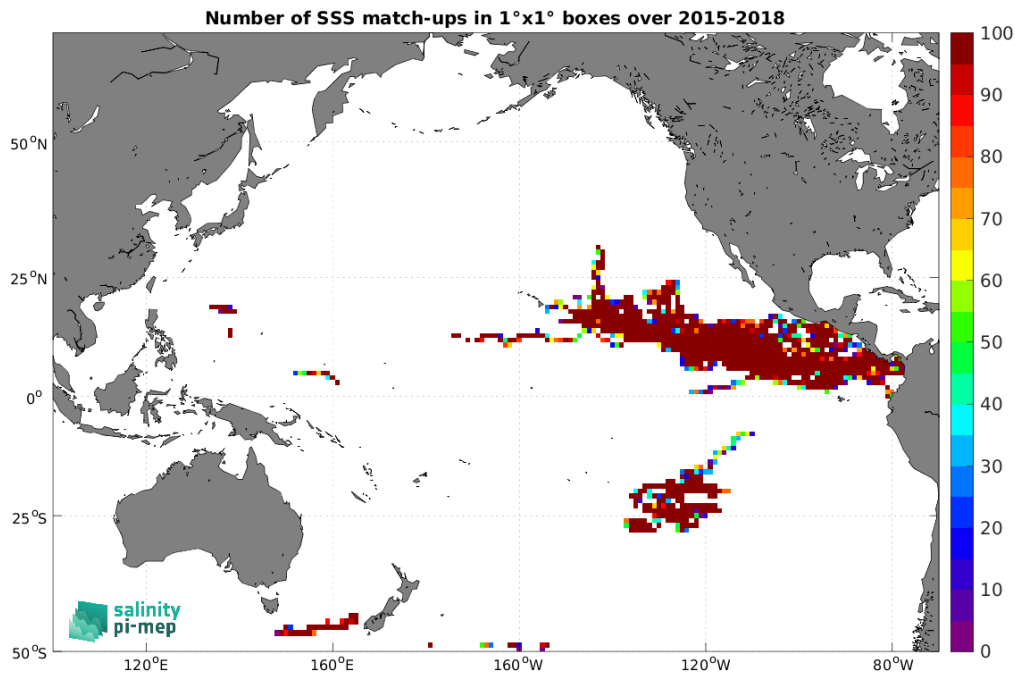 Number of SSS match-ups in 1°x1° boxes over 2015-2018
100
90
80
70
60
50
40
30
20
10
0
50°N
25°N
0°
25°S
50°S
salinity
pi-mep
120°E
160°E
160°W
120°W
80°W